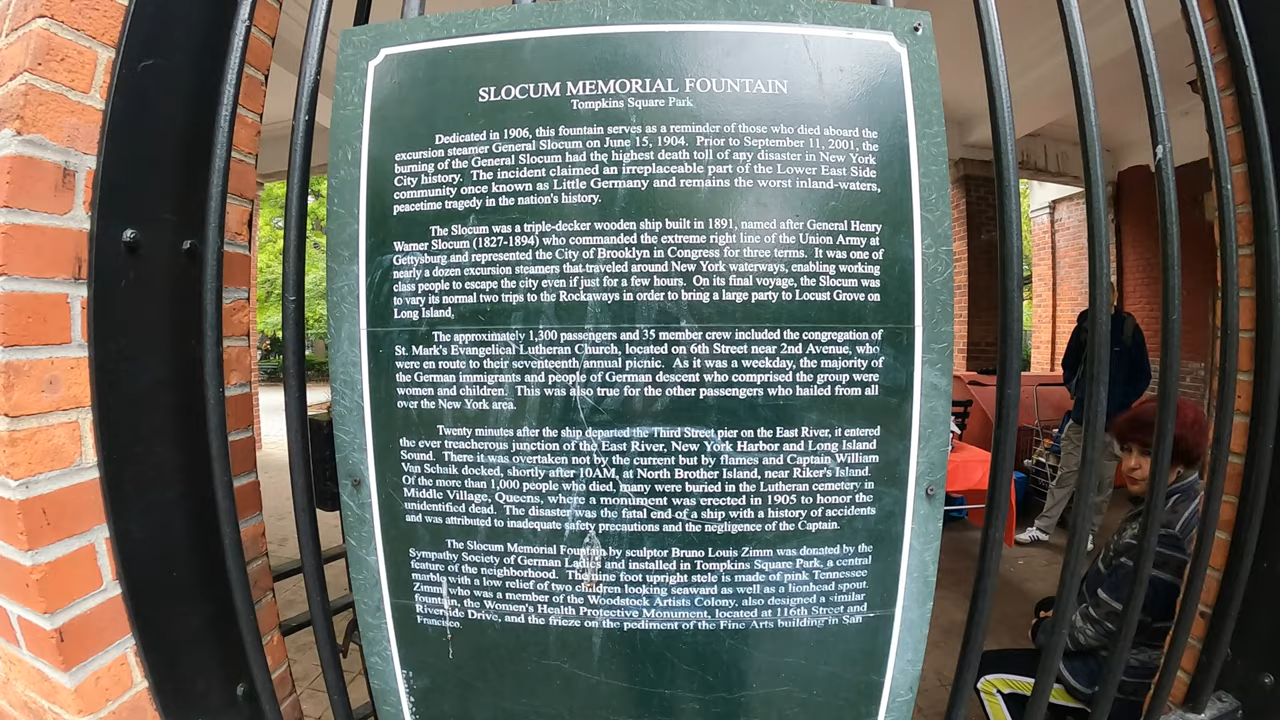 SLOCUM MEMORIAL FOUNTAIN
Tompkins Square Park
Dedicated in 1906, this fountain serves as a reminder of those who died aboard the
excursion steamer General Slocum on June 15, 1904. Prior to September 11, 2001, the
burning of the General Slocum had the highest death toll of any disaster in New York
City history. The incident claimed an irreplaceable part of the Lower East Side
community once known as Little Germany and remains the worst inland-waters,
peacetime tragedy in the nation's history.
The Slocum was a triple-decker wooden ship built in 1891, named after General Henry
Warner Slocum (1827-1894) who commanded the extreme right line of the Union Army at
Gettysburg and represented the City of Brooklyn in Congress for three terms. It was one of
nearly a dozen excursion steamers that traveled around New York waterways, enabling working
class people to escape the city even if just for a few hours. On its final voyage, the Slocum was
to vary its normal two trips to the Rockaways in order to bring a large party to Locust Grove on
Long Island.
The approximately 1,300 passengers and 35 member crew included the congregation of
St. Mark's Evangelical Lutheran Church, located on 6th Street near 2nd Avenue, who
were en route to their seventeenth annual picnic. As it was a weekday, the majority of
the German immigrants and people of German descent who comprised the group were
women and children. This was also true for the other passengers who hailed from all
over the New York area.
Twenty minutes after the ship departed the Third Street pier on the East River, it entered
the ever treacherous junction of the East River, New York Harbor and Long Island
Sound. There it was overtaken not by the current but by flames and Captain William
Van Schaik docked, shortly after 10AM, at North Brother Island, near Riker's Island.
Of the more than 1,000 people who died, many were buried in the Lutheran cemetery in
Middle Village, Queens, where a monument was erected in 1905 to honor the
unidentified dead. The disaster was the fatal end of a ship with a history of accidents
and was attributed to inadequate safety precautions and the negligence of the Captain.
The Slocum Memorial Fountain by sculptor Bruno Louis Zimm was donated by the
Sympathy Society of German Ladies and installed in Tompkins Square Park, a central
feature of the neighborhood. The nine foot upright stele is made of pink Tennessee
marble with a low relief of two children looking seaward as well as a lionhead spout.
Zimm, who was a member of the Woodstock Artists Colony, also designed a similar
fountain, the Women's Health Protective Monument, located at 116th Street and
Riverside Drive, and the frieze on the pediment of the Fine Arts building in San
Francisco.